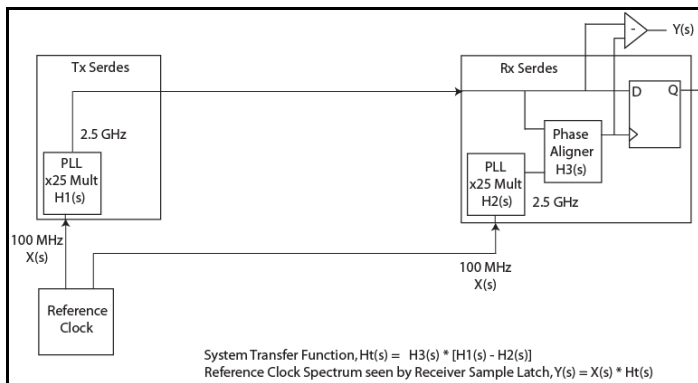 Y(s)
-
Tx Serdes
Rx Serdes
D
Q
2.5 GHz
Phase
Aligner
H3(s)
PLL
x25 Mult
H1(s)
PLL
x25 Mult
H2(s)
2.5 GHz
100 MHz
X(s)
100 MHz
X(s)
Reference
Clock
System Transfer Function, Ht(s) = H3(s) * [H1(s) - H2(s)]
Reference Clock Spectrum seen by Receiver Sample Latch, Y(s) = X(s) * Ht(s)